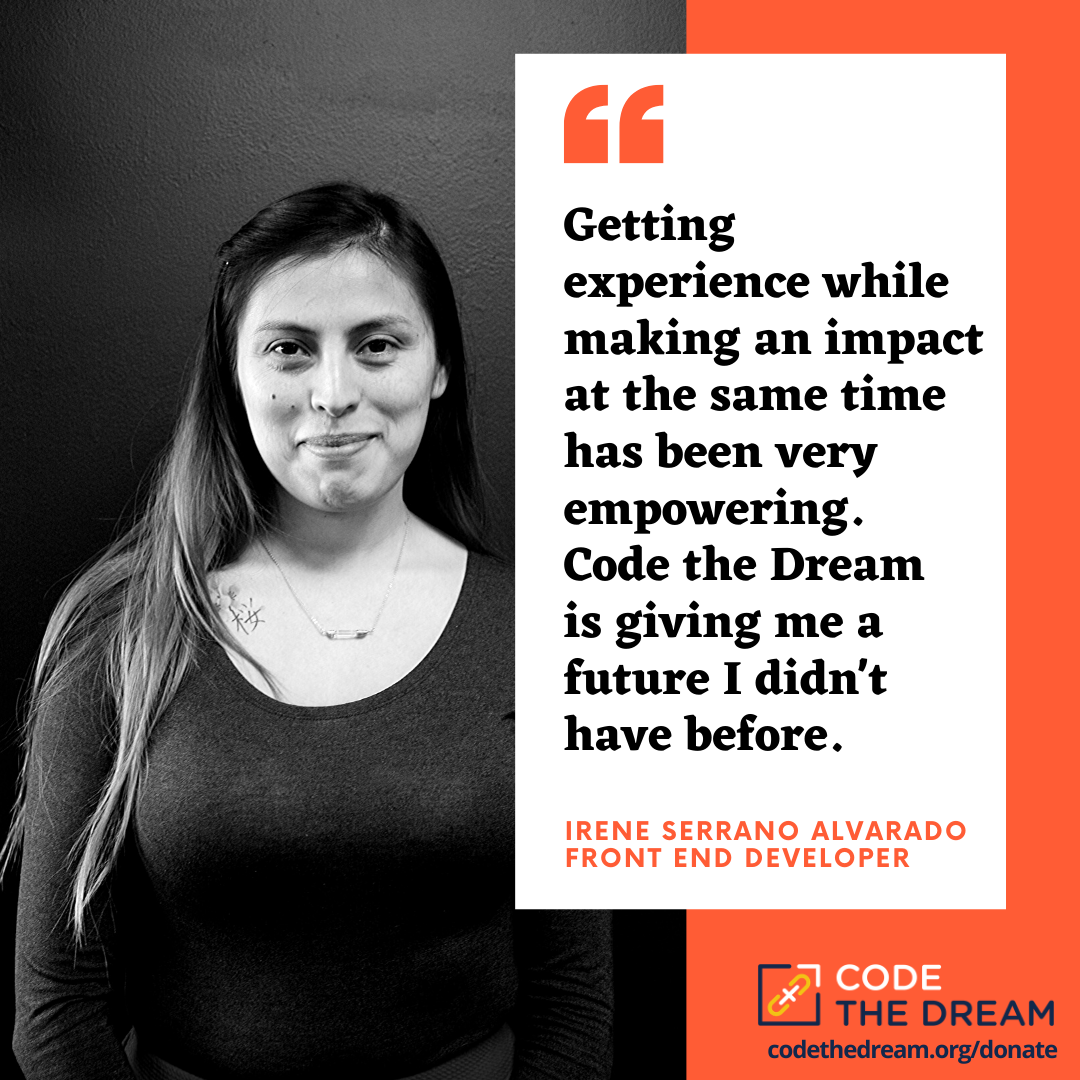 Getting
experience while
making an impact
at the same time
has been very
empowering.
Code the Dream
is giving me a
future I didn't
have before.
IRENE SERRANO ALVARADO
FRONT END DEVELOPER
CODE
THE DREAM
codethedream.org/donate